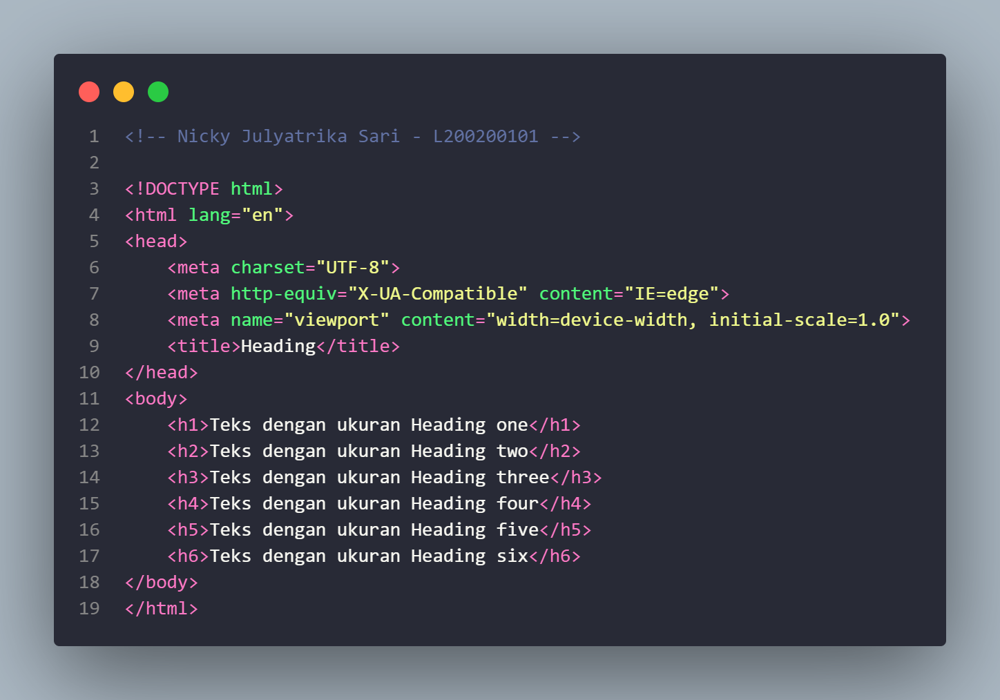 1 <!-- Nicky Julyatrika Sari - L200200101 -->
2
3 <!DOCTYPE html>
4 <html lang="en">
5 <head>
6     <meta charset="UTF-8">
7     <meta http-equiv="X-UA-Compatible" content="IE=edge">
8     <meta name="viewport" content="width=device-width, initial-scale=1.0">
9     <title>Heading</title>
10 </head>
11 <body>
12     <h1>Teks dengan ukuran Heading one</h1>
13     <h2>Teks dengan ukuran Heading two</h2>
14     <h3>Teks dengan ukuran Heading three</h3>
15     <h4>Teks dengan ukuran Heading four</h4>
16     <h5>Teks dengan ukuran Heading five</h5>
17     <h6>Teks dengan ukuran Heading six</h6>
18 </body>
19 </html>